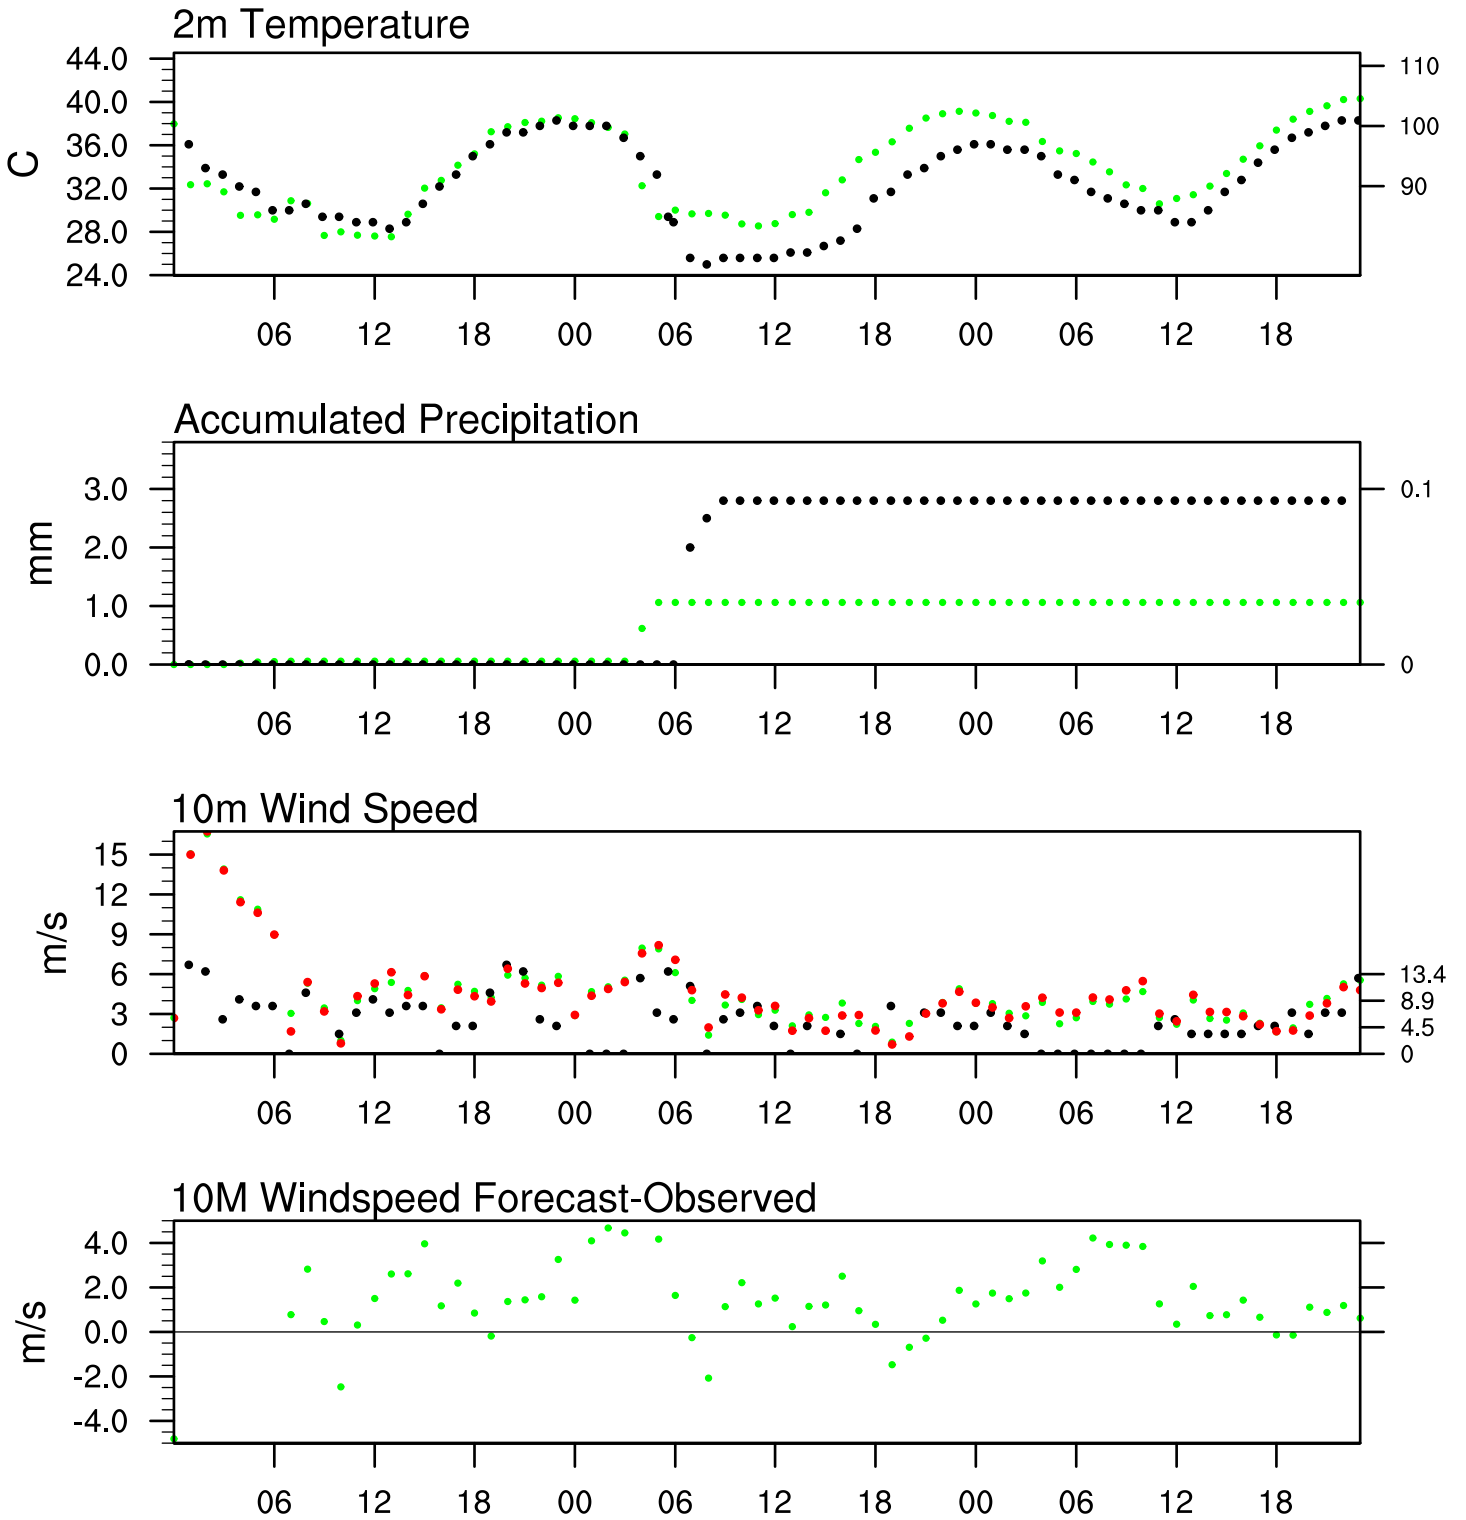 2m Temperature
44.0
40.0
36.0
32.0
28.0
24.0
C
110
100
90
06 12 18 00 06 12 18 00 06 12 18
Accumulated Precipitation
3.0
2.0
1.0
0.0
mm
0.1
0
06 12 18 00 06 12 18 00 06 12 18
10m Wind Speed
15
12
9
6
3
0
m/s
13.4
8.9
4.5
0
06 12 18 00 06 12 18 00 06 12 18
10M Windspeed Forecast-Observed
4.0
2.0
0.0
-2.0
-4.0
m/s
06 12 18 00 06 12 18 00 06 12 18